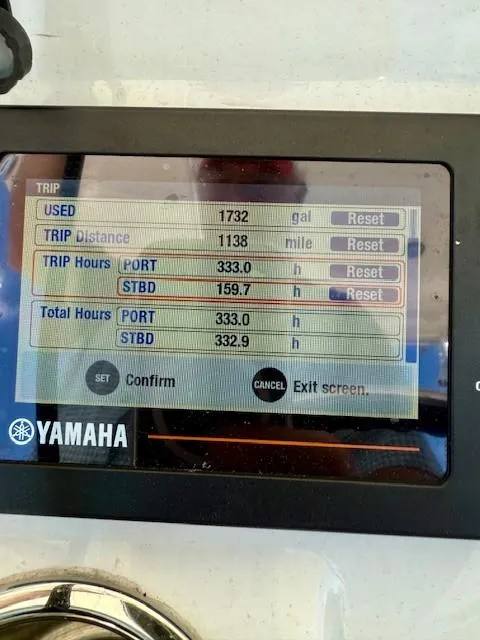 TRIP
USED 1732 gal Reset
TRIP Distance 1138 mile Reset
TRIP Hours PORT 333.0 h Reset
STBD 159.7 h Reset
Total Hours PORT 333.0 h
STBD 332.9 h
SET Confirm CANCEL Exit screen.
YAMAHA